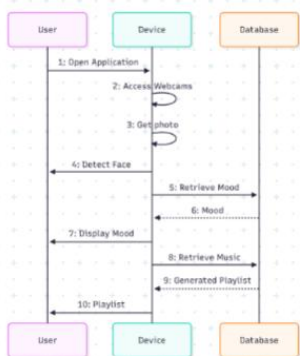 User Device Database
1: Open Application
2: Access Webcams
3: Get photo
4: Detect Face
5: Retrieve Mood
6: Mood
7: Display Mood
8: Retrieve Music
9: Generated Playlist
10: Playlist
User Device Database